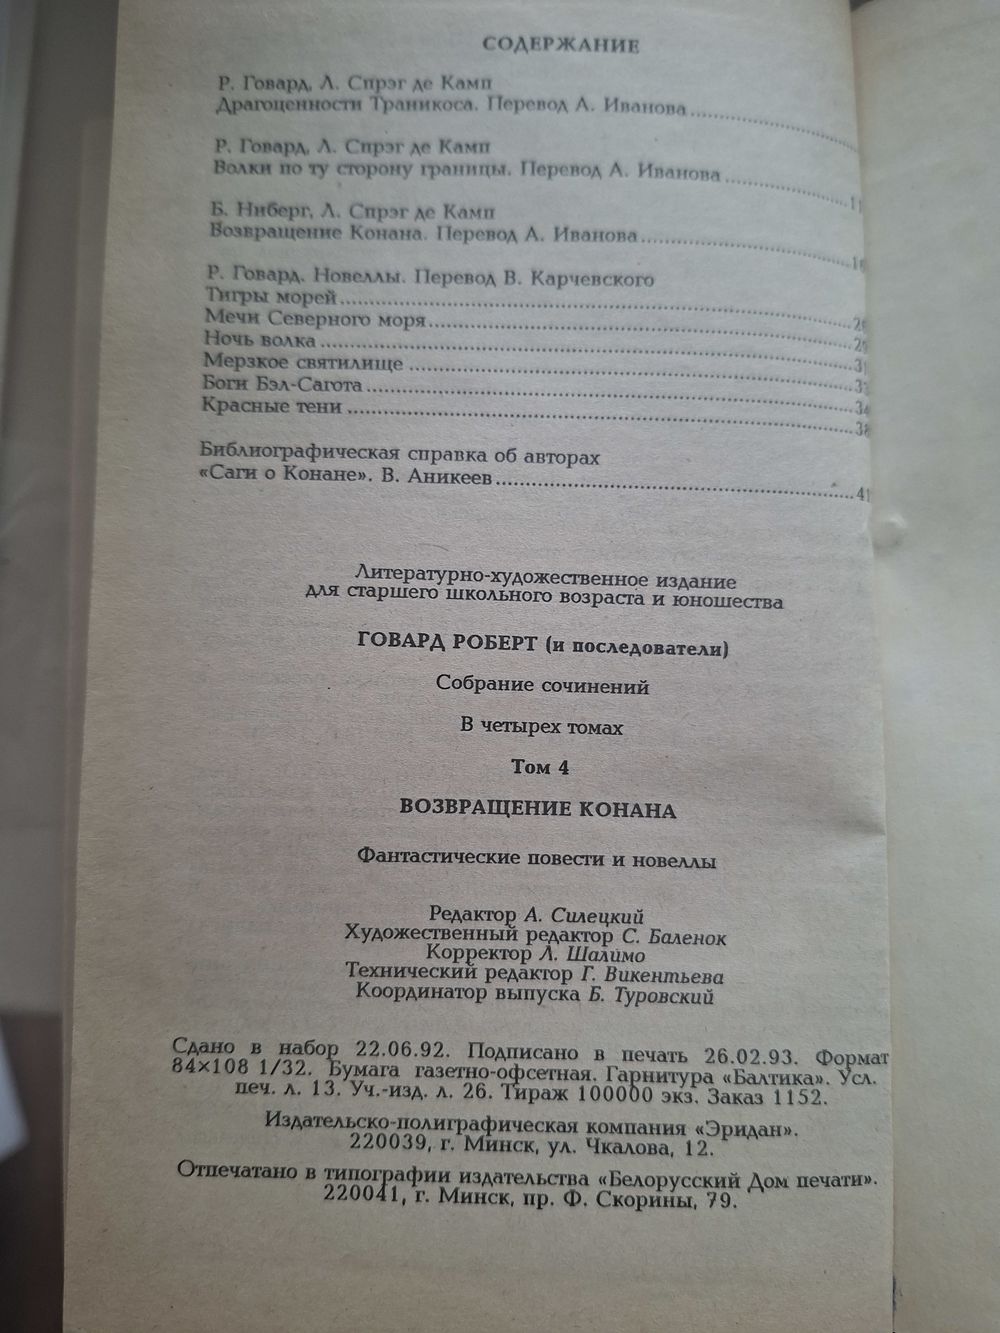 СОДЕРЖАНИЕ
Р. Говард, Л. Спрэг де Камп
Драгоценности Траникоса. Перевод А. Иванова
Р. Говард, Л. Спрэг де Камп
Волки по ту сторону границы. Перевод А. Иванова
Б. Ниберг, Л. Спрэг де Камп
Возвращение Конана. Перевод А. Иванова
Р. Говард. Новеллы. Перевод В. Карчевского
Тигры морей
Мечи Северного моря
Ночь волка
Мерзкое святилище
Боги Бэл-Сагота
Красные тени
Библиографическая справка об авторах
«Саги о Конане». В. Аникеев
Литературно-художественное издание
для старшего школьного возраста и юношества
ГОВАРД РОБЕРТ (и последователи)
Собрание сочинений
В четырех томах
Том 4
ВОЗВРАЩЕНИЕ КОНАНА
Фантастические повести и новеллы
Редактор А. Силецкий
Художественный редактор С. Баленок
Корректор Л. Шалимо
Технический редактор Г. Викентьева
Координатор выпуска Б. Туровский
Сдано в набор 22.06.92. Подписано в печать 26.02.93. Формат
84×108 1/32. Бумага газетно-офсетная. Гарнитура «Балтика». Усл.
печ. л. 13. Уч.-изд. л. 26. Тираж 100000 экз. Заказ 1152.
Издательско-полиграфическая компания «Эридан».
220039, г. Минск, ул. Чкалова, 12.
Отпечатано в типографии издательства «Белорусский Дом печати».
220041, г. Минск, пр. Ф. Скорины, 79.